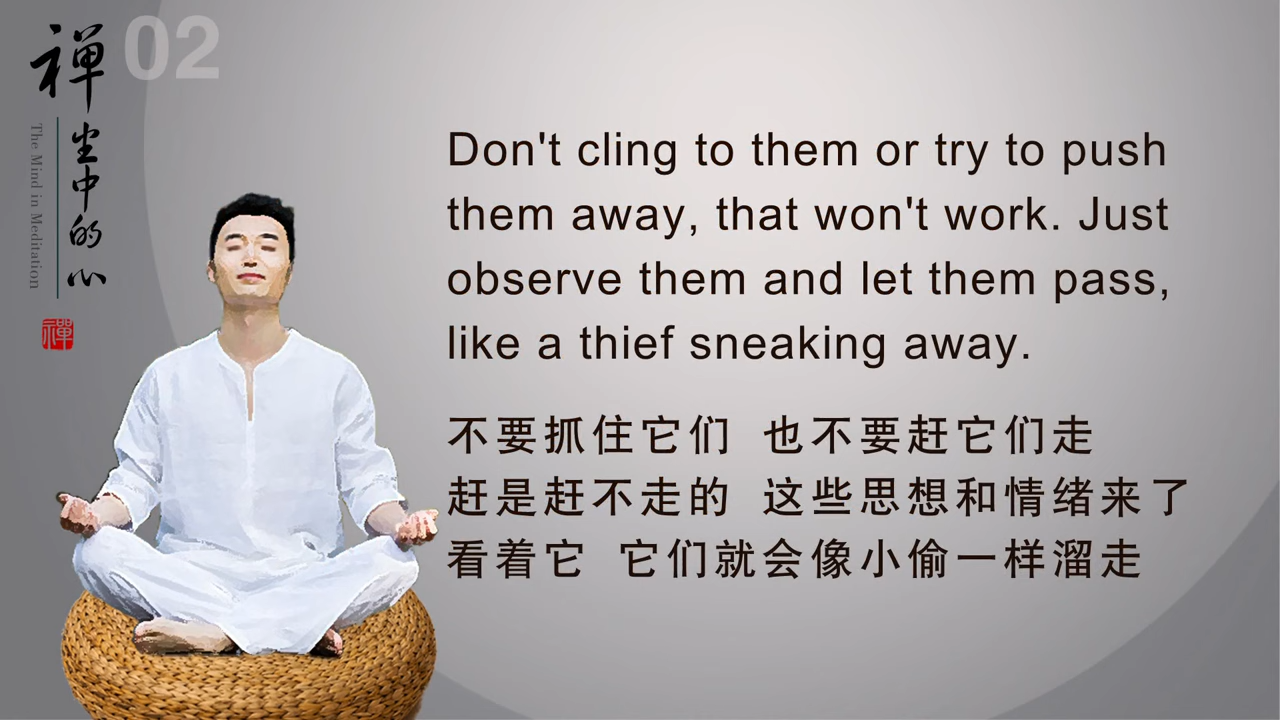 禅
02
坐中的心
The Mind in Meditation
禪
Don't cling to them or try to push
them away, that won't work. Just
observe them and let them pass,
like a thief sneaking away.
不要抓住它们 也不要赶它们走
赶是赶不走的 这些思想和情绪来了
看着它 它们就会像小偷一样溜走